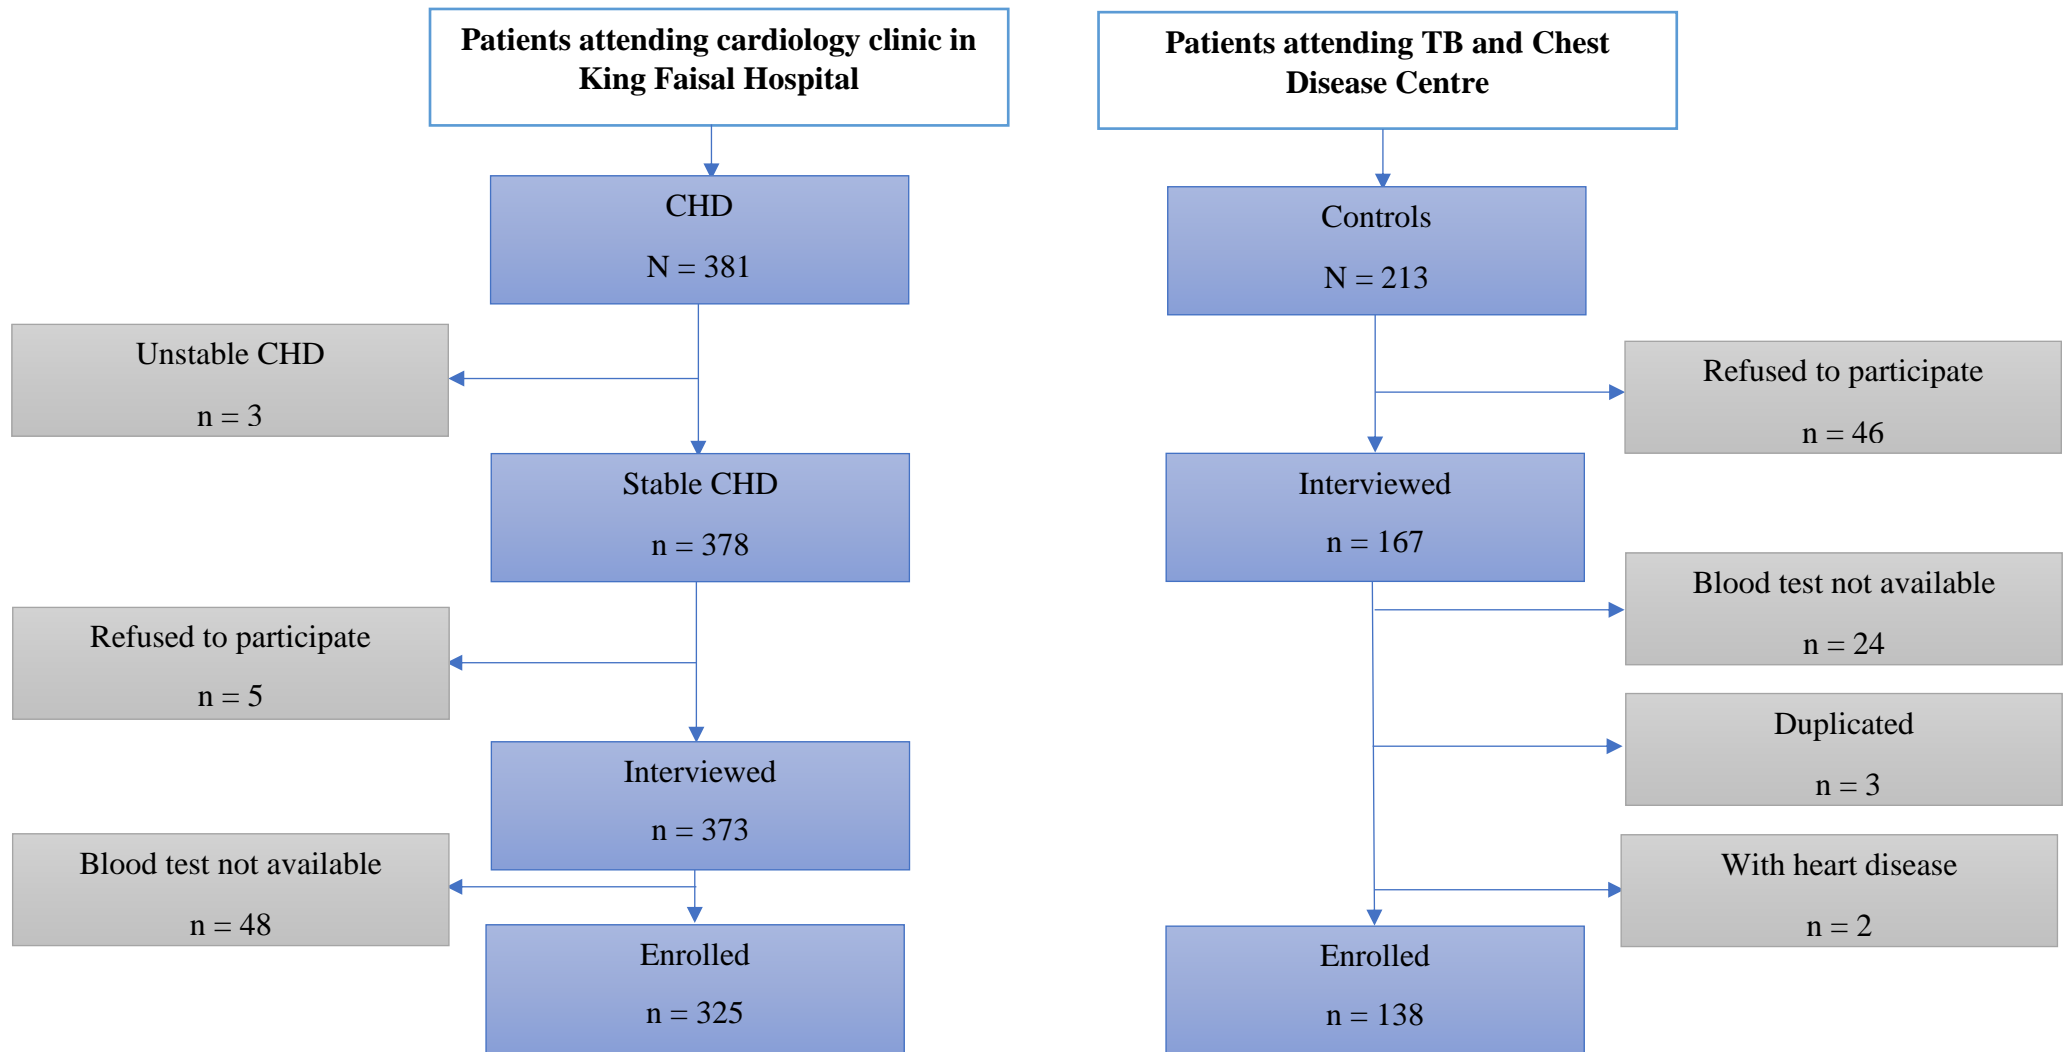 Patients attending cardiology clinic in
King Faisal Hospital
CHD
N = 381
Unstable CHD
n = 3
Stable CHD
n = 378
Refused to participate
n = 5
Interviewed
n = 373
Blood test not available
n = 48
Enrolled
n = 325
Patients attending TB and Chest
Disease Centre
Controls
N = 213
Refused to participate
n = 46
Interviewed
n = 167
Blood test not available
n = 24
Duplicated
n = 3
With heart disease
n = 2
Enrolled
n = 138